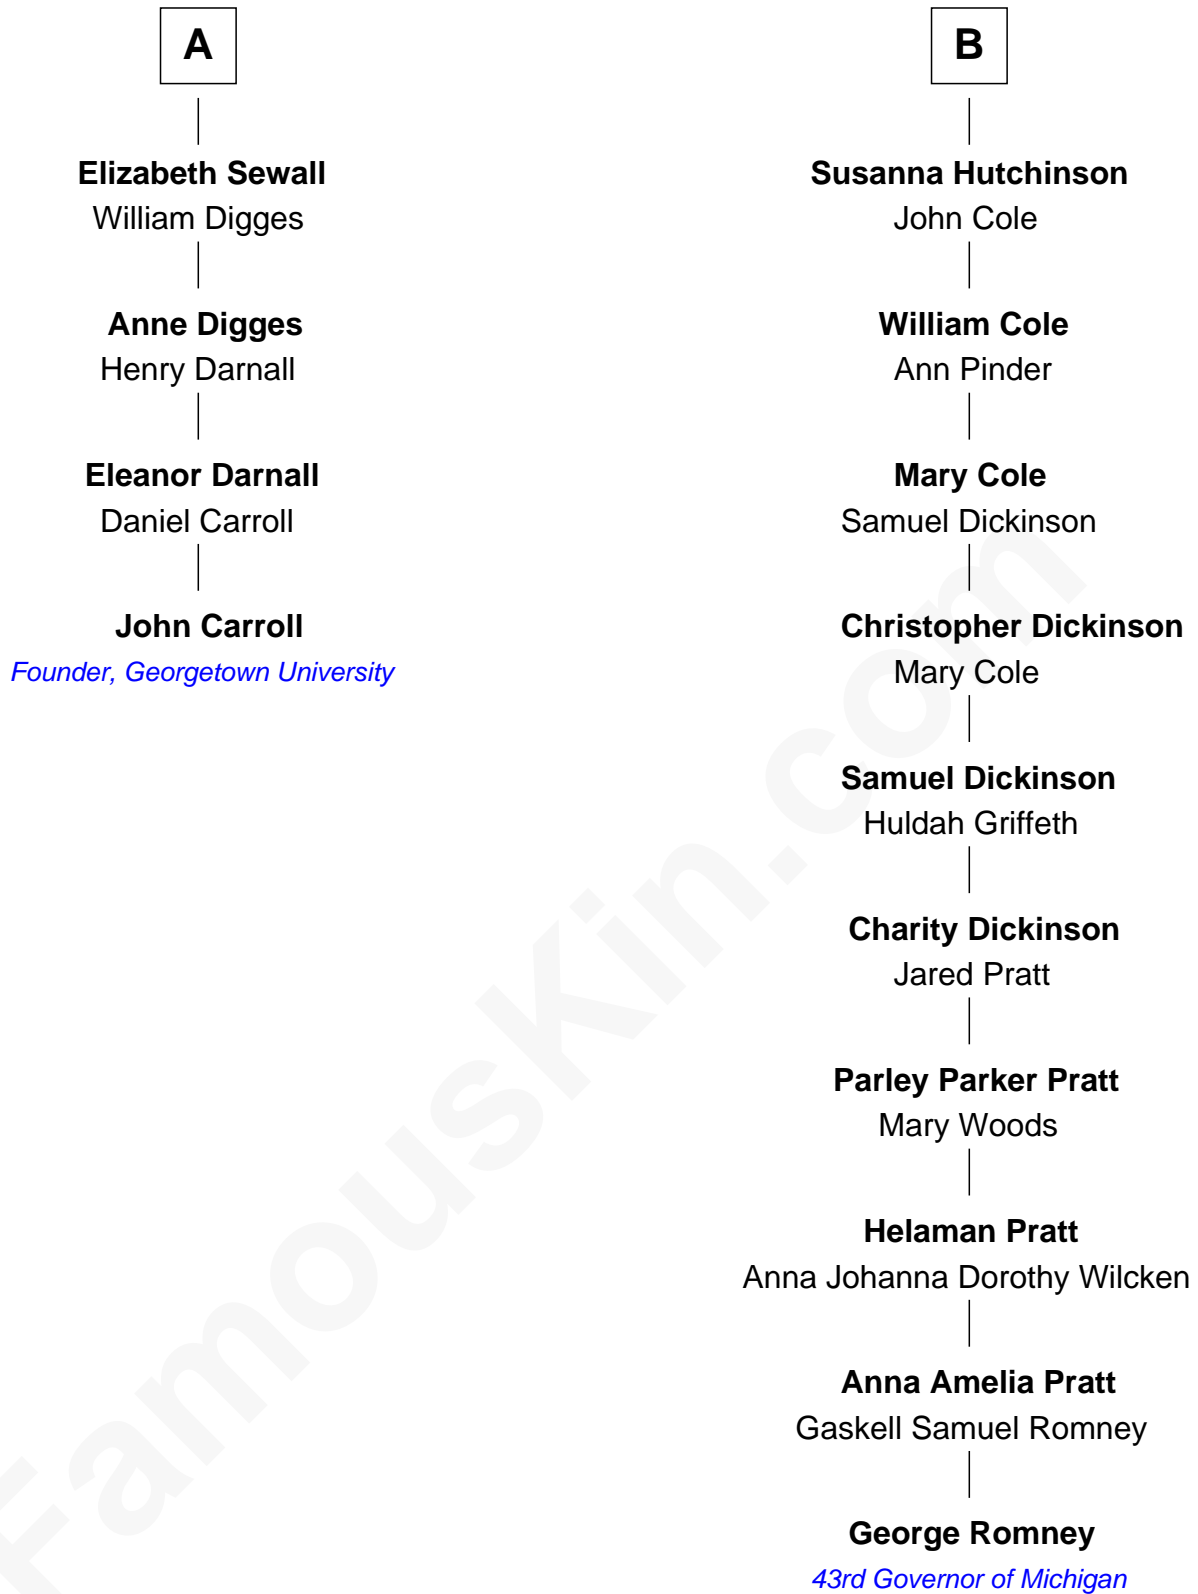 A
Elizabeth Sewall
William Digges
Anne Digges
Henry Darnall
Eleanor Darnall
Daniel Carroll
John Carroll
Founder, Georgetown University
B
Susanna Hutchinson
John Cole
William Cole
Ann Pinder
Mary Cole
Samuel Dickinson
Christopher Dickinson
Mary Cole
Samuel Dickinson
Huldah Griffeth
Charity Dickinson
Jared Pratt
Parley Parker Pratt
Mary Woods
Helaman Pratt
Anna Johanna Dorothy Wilcken
Anna Amelia Pratt
Gaskell Samuel Romney
George Romney
43rd Governor of Michigan
FamousKin.com